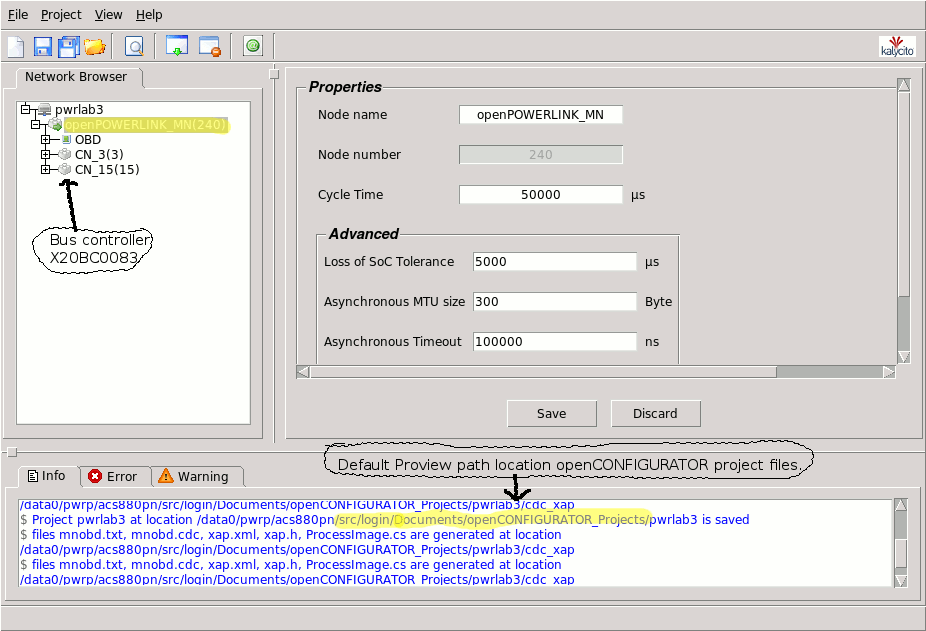 File Project View Help
kalycito
Network Browser
pwrlab3
openPOWERLINK_MN(240)
OBD
CN_3(3)
CN_15(15)
Bus controller
X20BC0083
Properties
Node name openPOWERLINK_MN
Node number 240
Cycle Time 50000 µs
Advanced
Loss of SoC Tolerance 5000 µs
Asynchronous MTU size 300 Byte
Asynchronous Timeout 100000 ns
Save Discard
Default Proview path location openCONFIGURATOR project files.
Info Error Warning
/data0/pwrp/acs880pn/src/login/Documents/openCONFIGURATOR_Projects/pwrlab3/cdc_xap
$ Project pwrlab3 at location /data0/pwrp/acs880pn/src/login/Documents/openCONFIGURATOR_Projects/pwrlab3 is saved
$ files mnobd.txt, mnobd.cdc, xap.xml, xap.h, ProcessImage.cs are generated at location
/data0/pwrp/acs880pn/src/login/Documents/openCONFIGURATOR_Projects/pwrlab3/cdc_xap
$ files mnobd.txt, mnobd.cdc, xap.xml, xap.h, ProcessImage.cs are generated at location
/data0/pwrp/acs880pn/src/login/Documents/openCONFIGURATOR_Projects/pwrlab3/cdc_xap